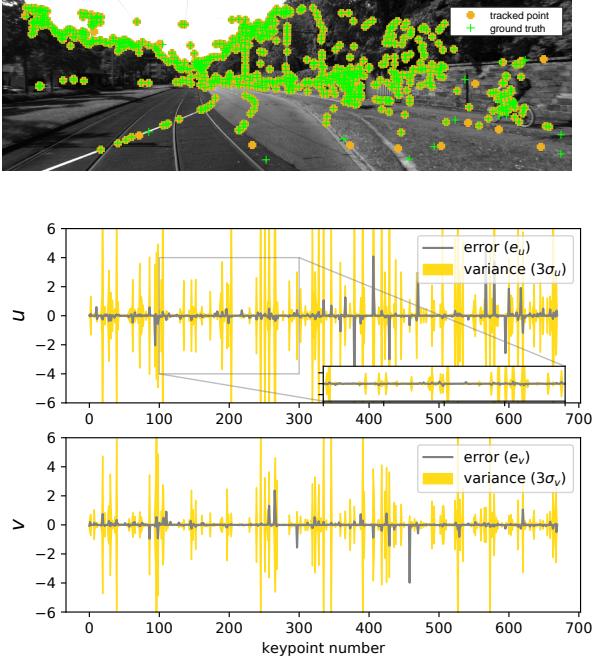 tracked point
ground truth
6
4
2
0
−2
−4
−6
u
error (e_u)
variance (3σ_u)
0 100 200 300 400 500 600 700
6
4
2
0
−2
−4
−6
v
error (e_v)
variance (3σ_v)
0 100 200 300 400 500 600 700
keypoint number